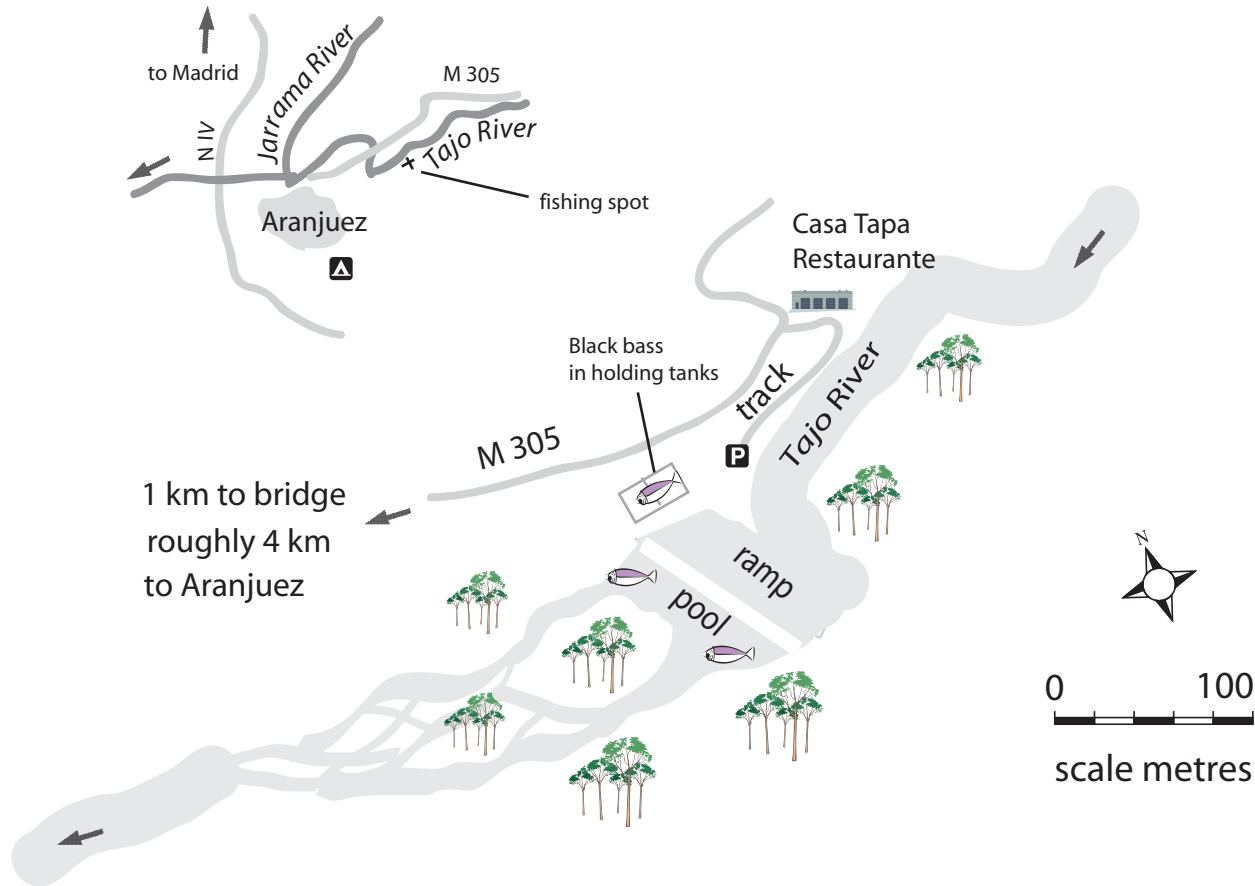 to Madrid
N IV
Jarrama River
M 305
Tajo River
fishing spot
Aranjuez
Casa Tapa
Restaurante
Black bass
in holding tanks
track
Tajo River
M 305
P
1 km to bridge
roughly 4 km
to Aranjuez
ramp
pool
N
0 100
scale metres